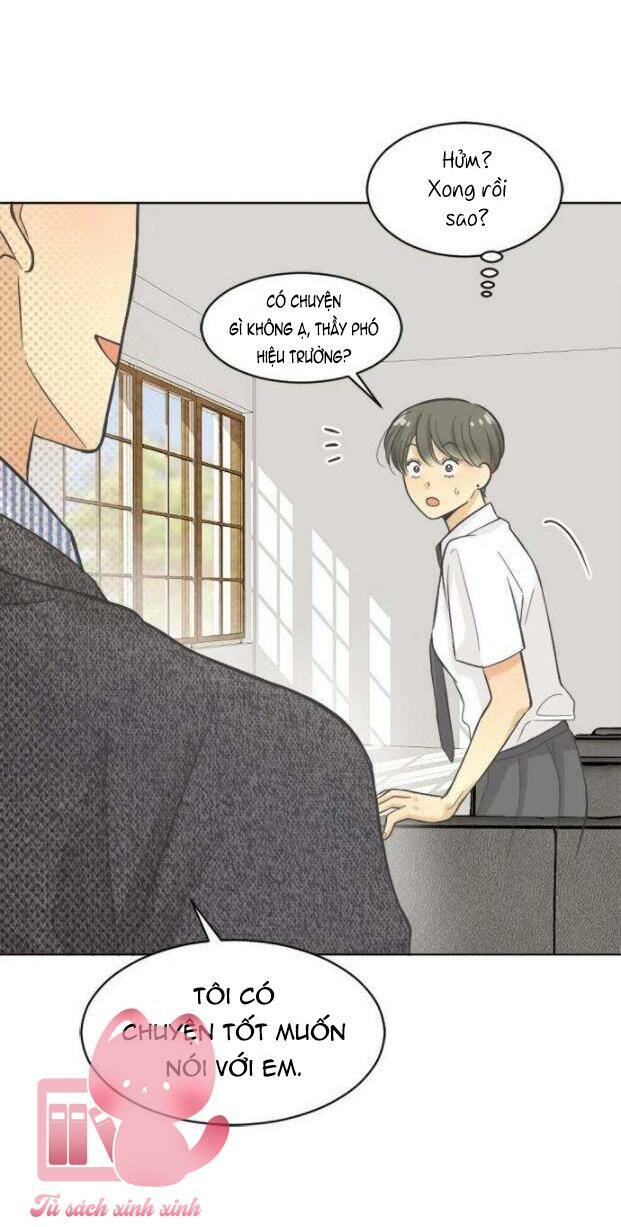 Hửm?
Xong rồi
sao?
CÓ CHUYỆN
GÌ KHÔNG Ạ, THẦY PHÓ
HIỆU TRƯỞNG?
TÔI CÓ
CHUYỆN TỐT MUỐN
NÓI VỚI EM.
Tủ sách xinh xinh